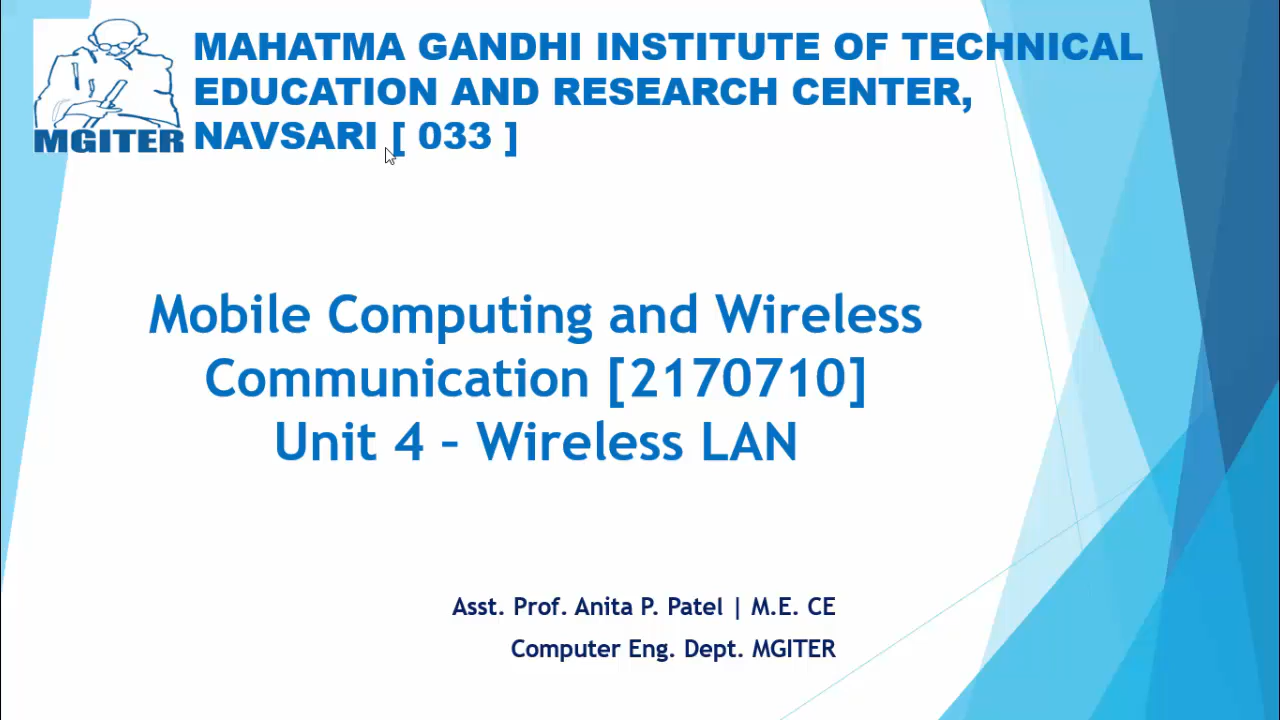 MAHATMA GANDHI INSTITUTE OF TECHNICAL
EDUCATION AND RESEARCH CENTER,
NAVSARI [ 033 ]
MGITER
Mobile Computing and Wireless
Communication [2170710]
Unit 4 – Wireless LAN
Asst. Prof. Anita P. Patel | M.E. CE
Computer Eng. Dept. MGITER